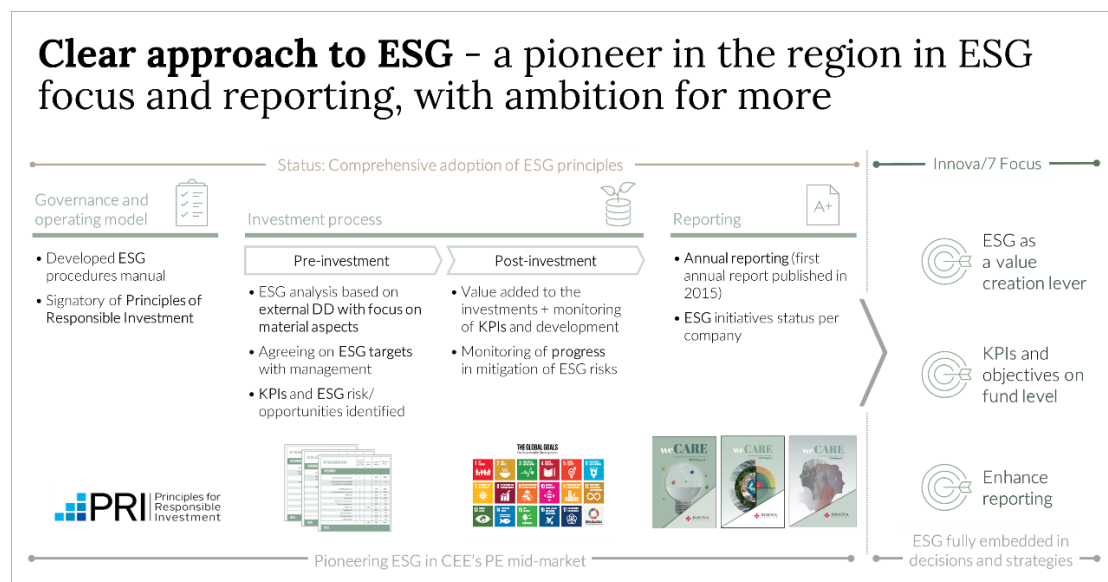 Clear approach to ESG - a pioneer in the region in ESG
focus and reporting, with ambition for more
Status: Comprehensive adoption of ESG principles
Innova/7 Focus
Governance and
operating model
• Developed ESG
procedures manual
• Signatory of Principles of
Responsible Investment
Investment process
Pre-investment
• ESG analysis based on
external DD with focus on
material aspects
• Agreeing on ESG targets
with management
• KPIs and ESG risk/
opportunities identified
Post-investment
• Value added to the
investments + monitoring
of KPIs and development
• Monitoring of progress
in mitigation of ESG risks
Reporting
A+
• Annual reporting (first
annual report published in
2015)
• ESG initiatives status per
company
ESG as
a value
creation lever
KPIs and
objectives on
fund level
Enhance
reporting
PRI
Principles for
Responsible
Investment
THE GLOBAL GOALS
weCARE
INNOVA
weCARE
INNOVA
weCARE
INNOVA
Pioneering ESG in CEE's PE mid-market
ESG fully embedded in
decisions and strategies